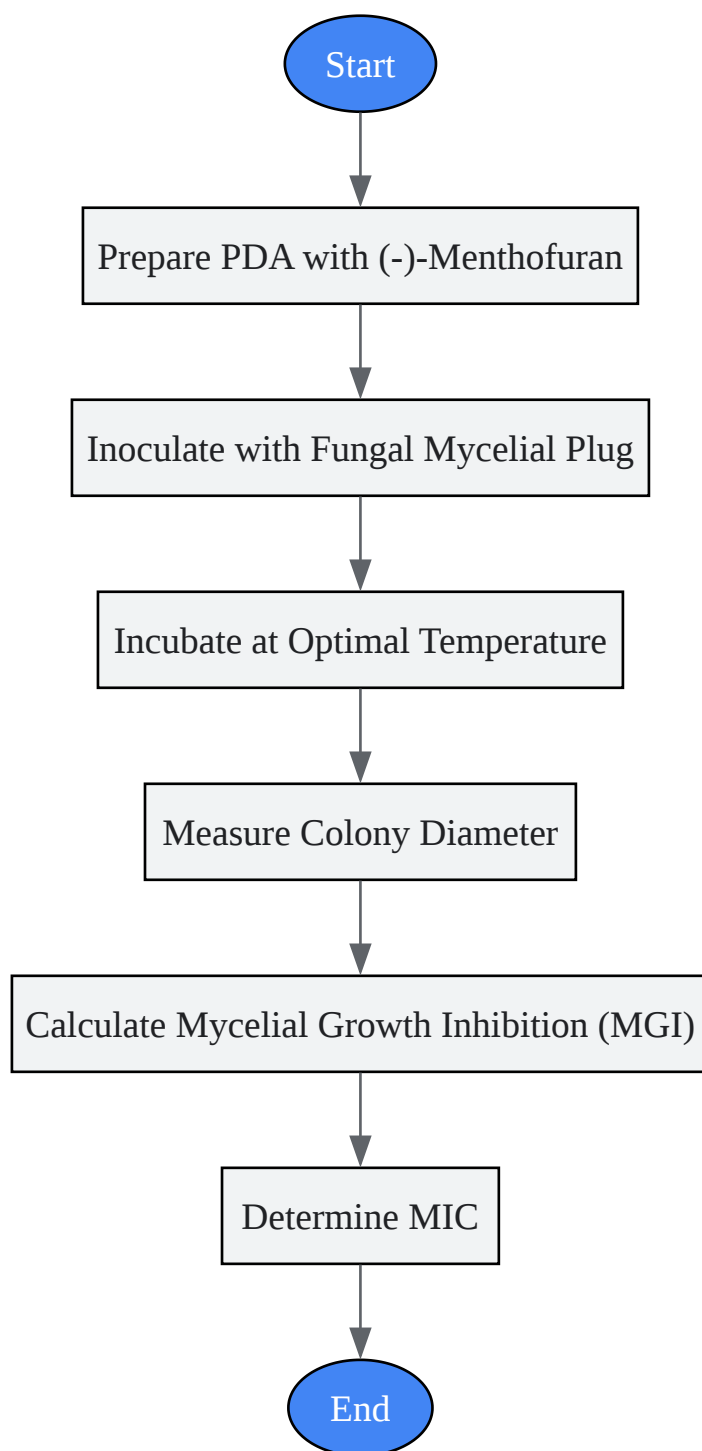 Start
Prepare PDA with (-)-Menthofuran
Inoculate with Fungal Mycelial Plug
Incubate at Optimal Temperature
Measure Colony Diameter
Calculate Mycelial Growth Inhibition (MGI)
Determine MIC
End